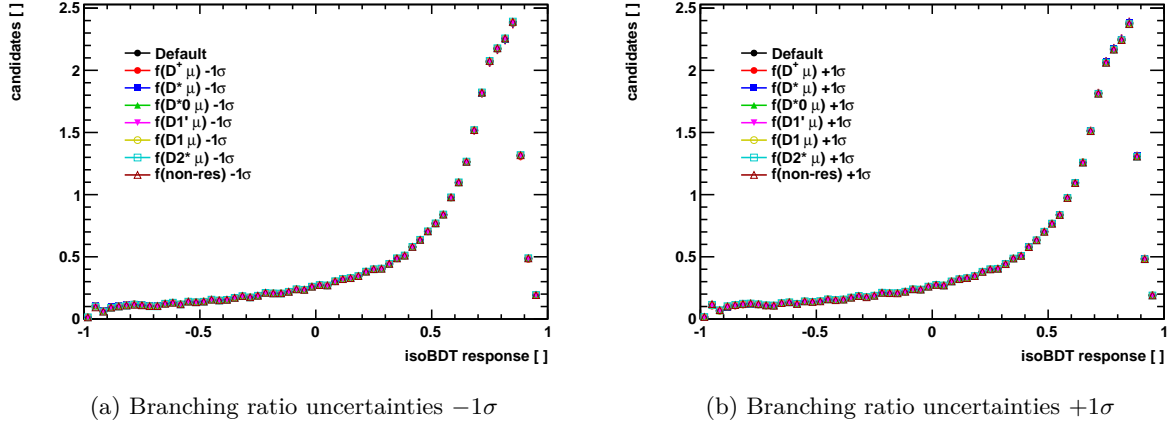 candidates [ ]
2.5
2
1.5
1
0.5
0
Default
f(D⁺ μ) -1σ
f(D* μ) -1σ
f(D*0 μ) -1σ
f(D1' μ) -1σ
f(D1 μ) -1σ
f(D2* μ) -1σ
f(non-res) -1σ
-1
-0.5
0
0.5
1
isoBDT response [ ]
(a) Branching ratio uncertainties −1σ
candidates [ ]
2.5
2
1.5
1
0.5
0
Default
f(D⁺ μ) +1σ
f(D* μ) +1σ
f(D*0 μ) +1σ
f(D1' μ) +1σ
f(D1 μ) +1σ
f(D2* μ) +1σ
f(non-res) +1σ
-1
-0.5
0
0.5
1
isoBDT response [ ]
(b) Branching ratio uncertainties +1σ